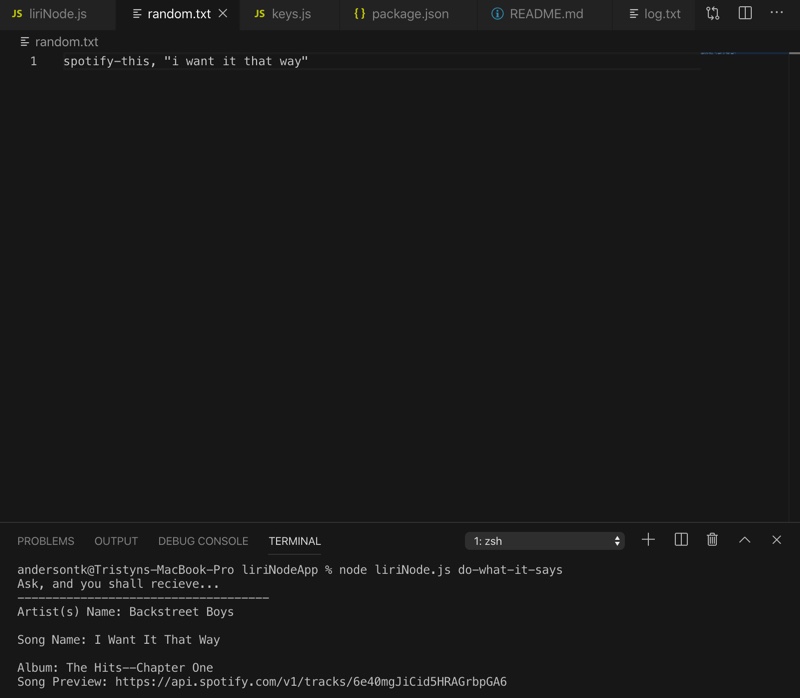 JS liriNode.js random.txt JS keys.js {} package.json README.md log.txt
random.txt
1 spotify-this, "i want it that way"
PROBLEMS OUTPUT DEBUG CONSOLE TERMINAL 1: zsh
andersontk@Tristyns-MacBook-Pro liriNodeApp % node liriNode.js do-what-it-says
Ask, and you shall recieve...
------------------------------------
Artist(s) Name: Backstreet Boys
Song Name: I Want It That Way
Album: The Hits--Chapter One
Song Preview: https://api.spotify.com/v1/tracks/6e40mgJiCid5HRAGrbpGA6